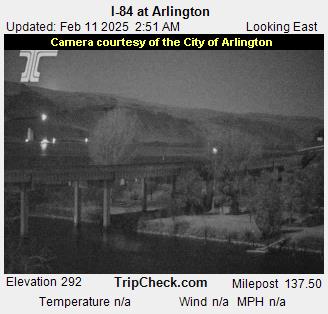 I-84 at Arlington
Updated: Feb 11 2025 2:51 AM Looking East
Camera courtesy of the City of Arlington
Elevation 292 TripCheck.com Milepost 137.50
Temperature n/a Wind n/a MPH n/a